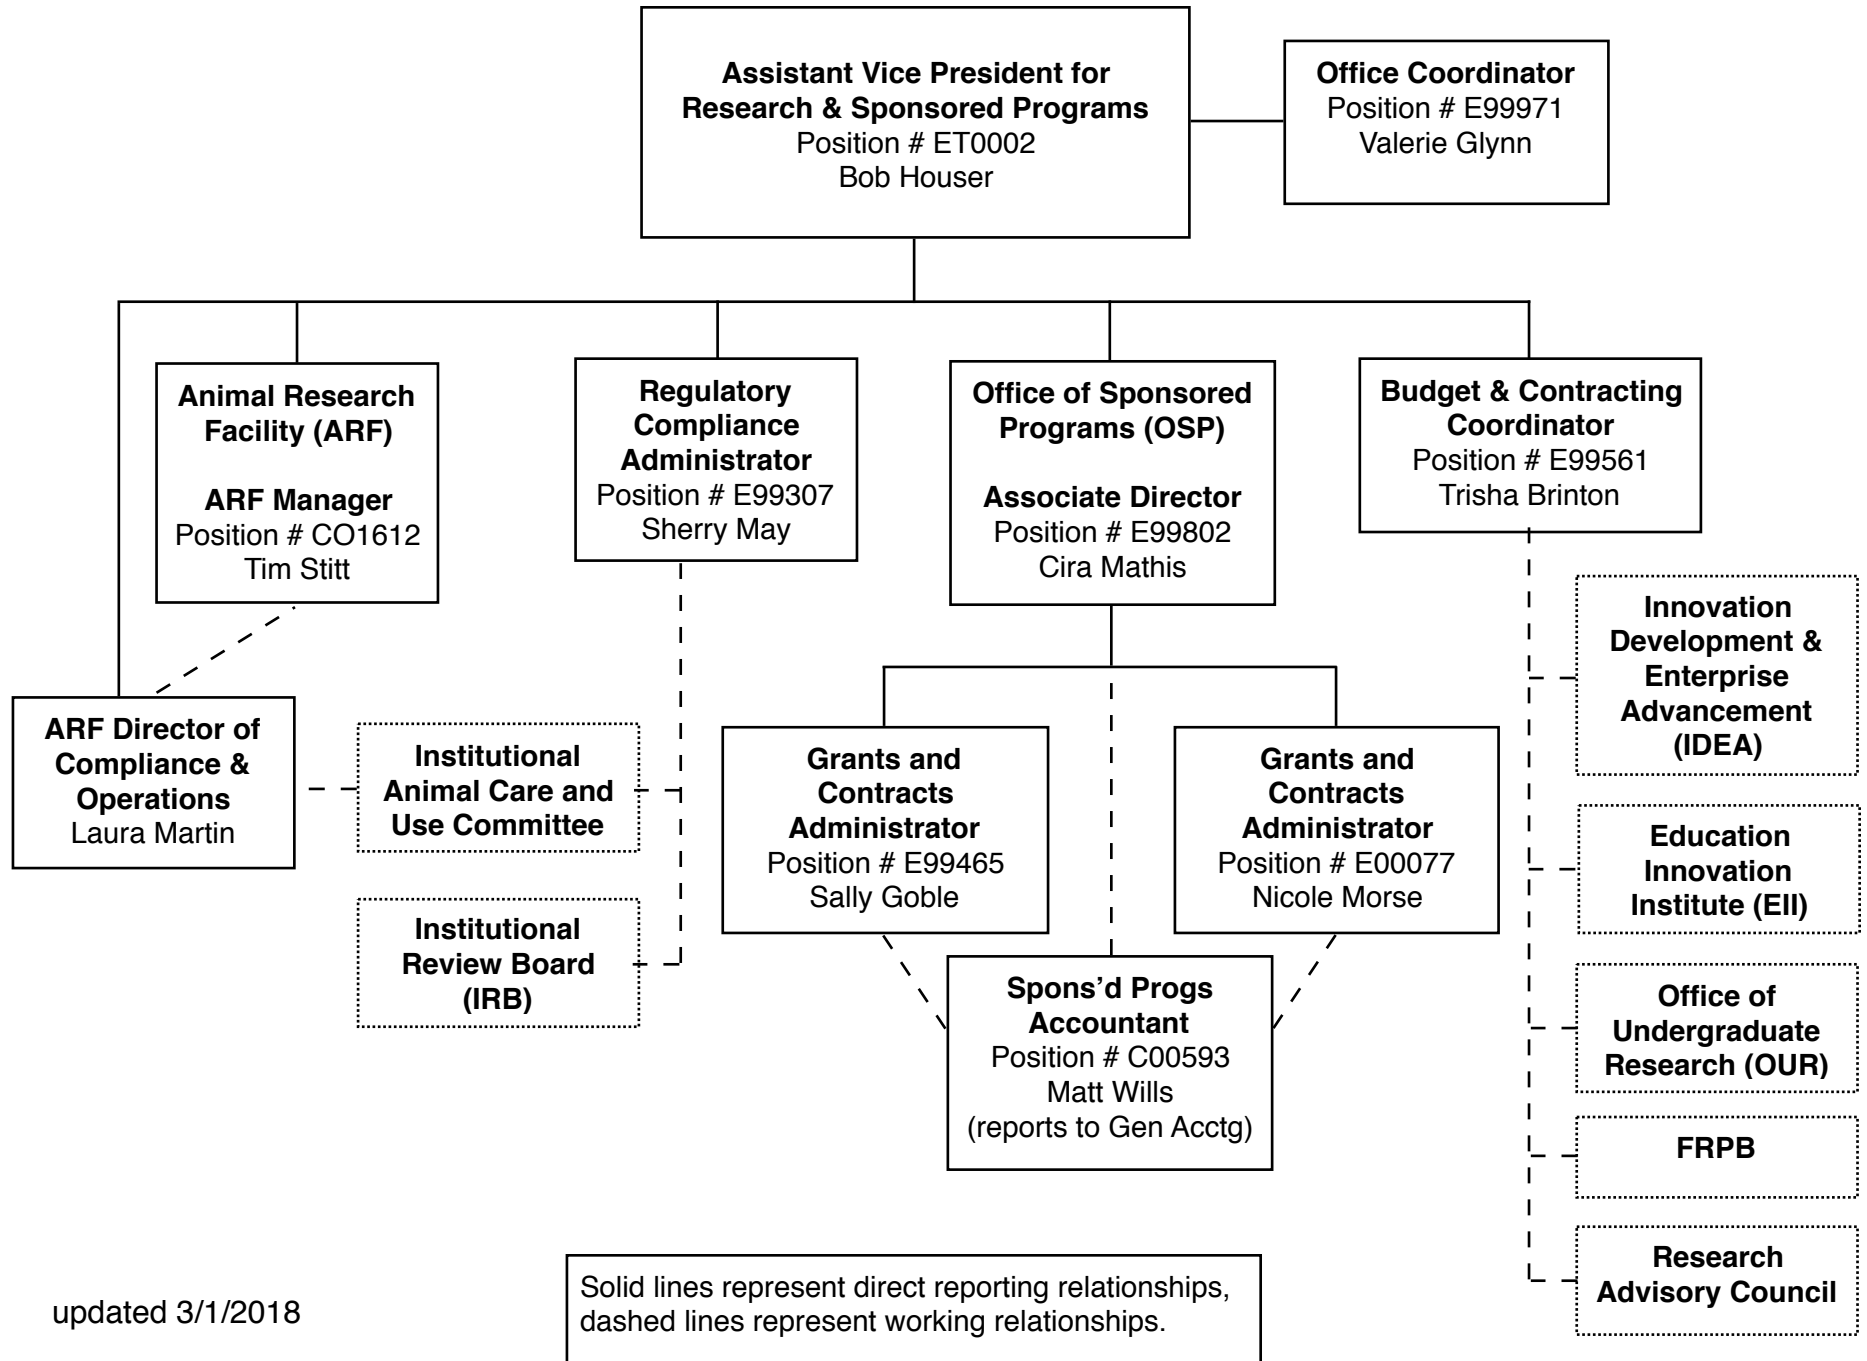 Assistant Vice President for
Research & Sponsored Programs
Position # ET0002
Bob Houser
Office Coordinator
Position # E99971
Valerie Glynn
Animal Research
Facility (ARF)
ARF Manager
Position # CO1612
Tim Stitt
Regulatory
Compliance
Administrator
Position # E99307
Sherry May
Office of Sponsored
Programs (OSP)
Associate Director
Position # E99802
Cira Mathis
Budget & Contracting
Coordinator
Position # E99561
Trisha Brinton
ARF Director of
Compliance &
Operations
Laura Martin
Institutional
Animal Care and
Use Committee
Institutional
Review Board
(IRB)
Grants and
Contracts
Administrator
Position # E99465
Sally Goble
Grants and
Contracts
Administrator
Position # E00077
Nicole Morse
Spons’d Progs
Accountant
Position # C00593
Matt Wills
(reports to Gen Acctg)
Innovation
Development &
Enterprise
Advancement
(IDEA)
Education
Innovation
Institute (EII)
Office of
Undergraduate
Research (OUR)
FRPB
Research
Advisory Council
updated 3/1/2018
Solid lines represent direct reporting relationships,
dashed lines represent working relationships.